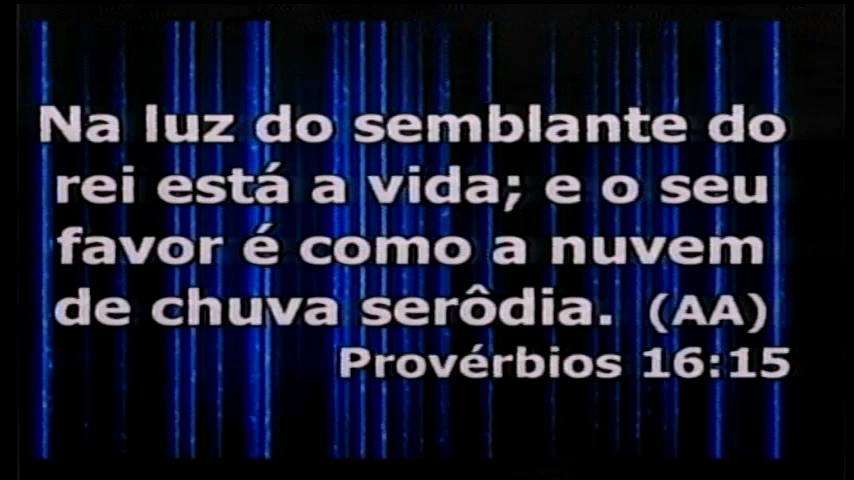 Na luz do semblante do
rei está a vida; e o seu
favor é como a nuvem
de chuva serôdia. (AA)
Provérbios 16:15